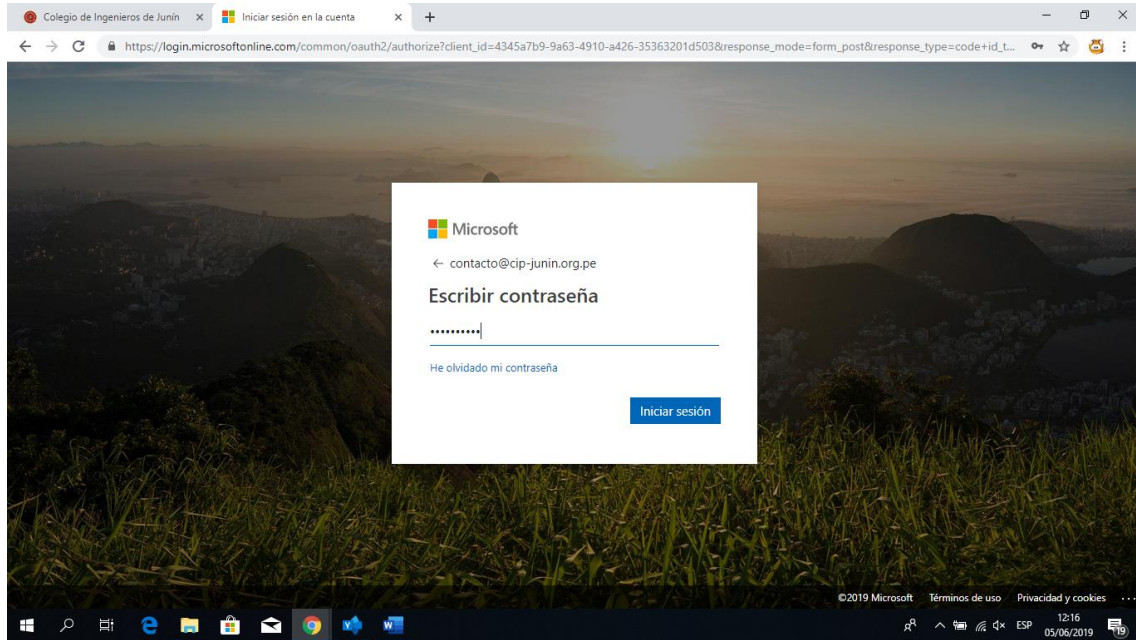 Colegio de Ingenieros de Junín
Iniciar sesión en la cuenta
https://login.microsoftonline.com/common/oauth2/authorize?client_id=4345a7b9-9a63-4910-a426-35363201d503&response_mode=form_post&response_type=code+id_t...
Microsoft
← contacto@cip-junin.org.pe
Escribir contraseña
••••••••••
He olvidado mi contraseña
Iniciar sesión
©2019 Microsoft Términos de uso Privacidad y cookies ...
ESP
12:16
05/06/2019
19